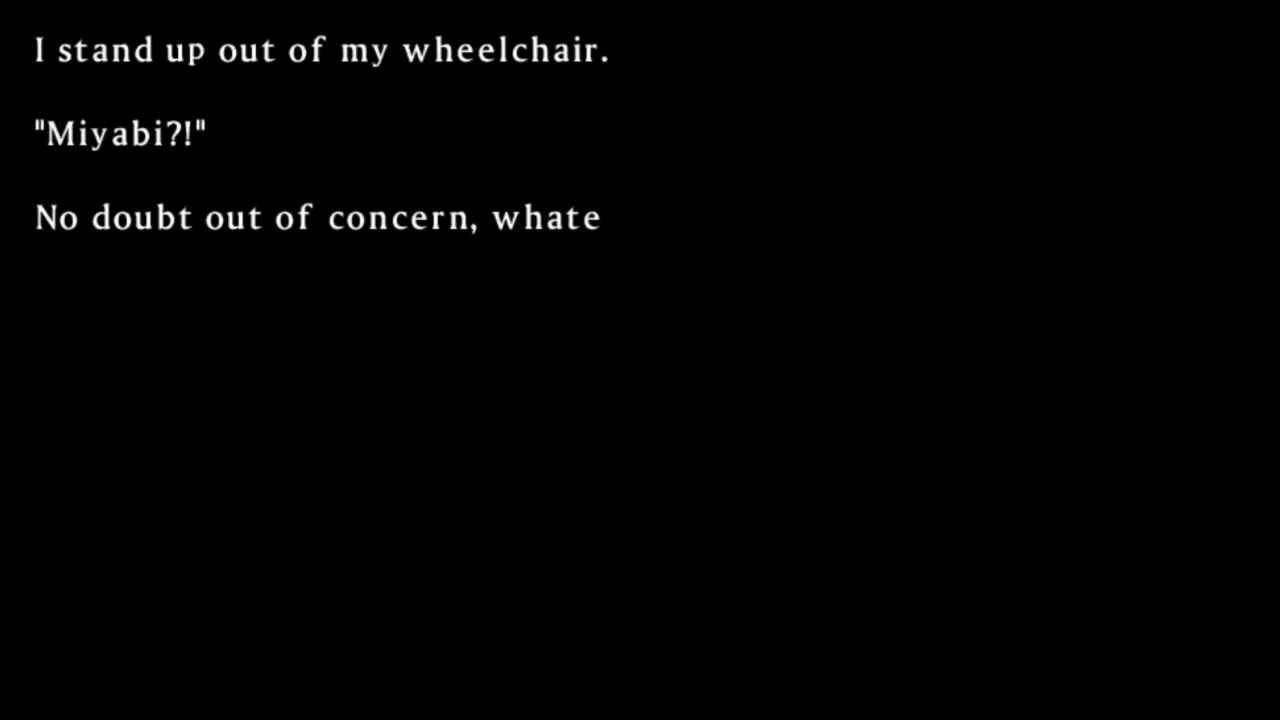 I stand up out of my wheelchair.
"Miyabi?!"
No doubt out of concern, whate